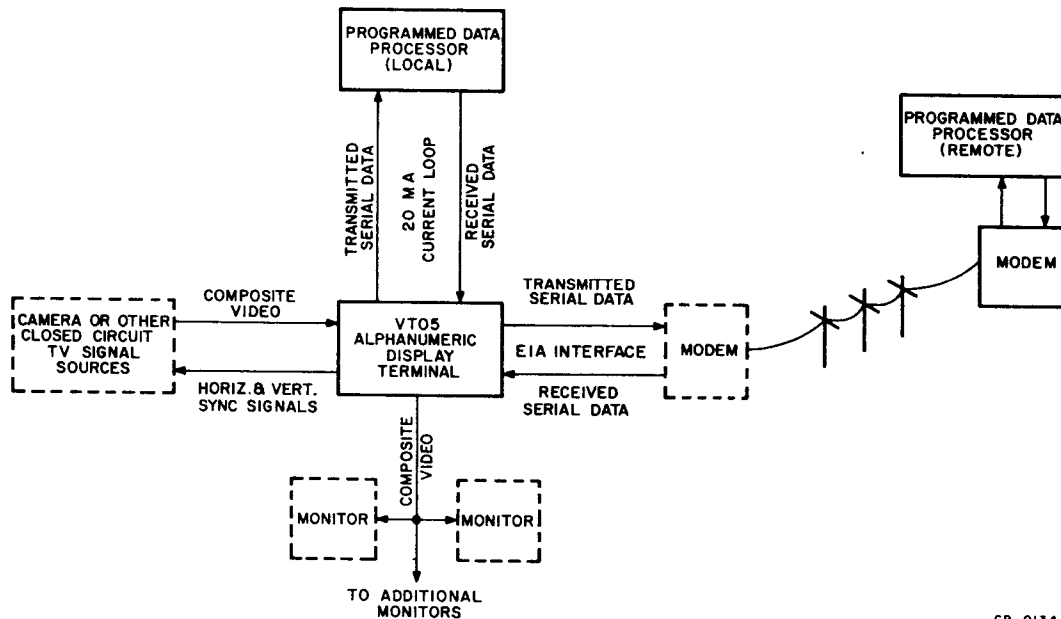 PROGRAMMED DATA
PROCESSOR
(LOCAL)
PROGRAMMED DATA
PROCESSOR
(REMOTE)
TRANSMITTED
SERIAL DATA
20 MA
CURRENT LOOP
RECEIVED
SERIAL DATA
MODEM
COMPOSITE
VIDEO
TRANSMITTED
SERIAL DATA
CAMERA OR OTHER
CLOSED CIRCUIT
TV SIGNAL
SOURCES
VT05
ALPHANUMERIC
DISPLAY
TERMINAL
EIA INTERFACE
MODEM
HORIZ. & VERT.
SYNC SIGNALS
RECEIVED
SERIAL DATA
COMPOSITE
VIDEO
MONITOR
MONITOR
TO ADDITIONAL
MONITORS